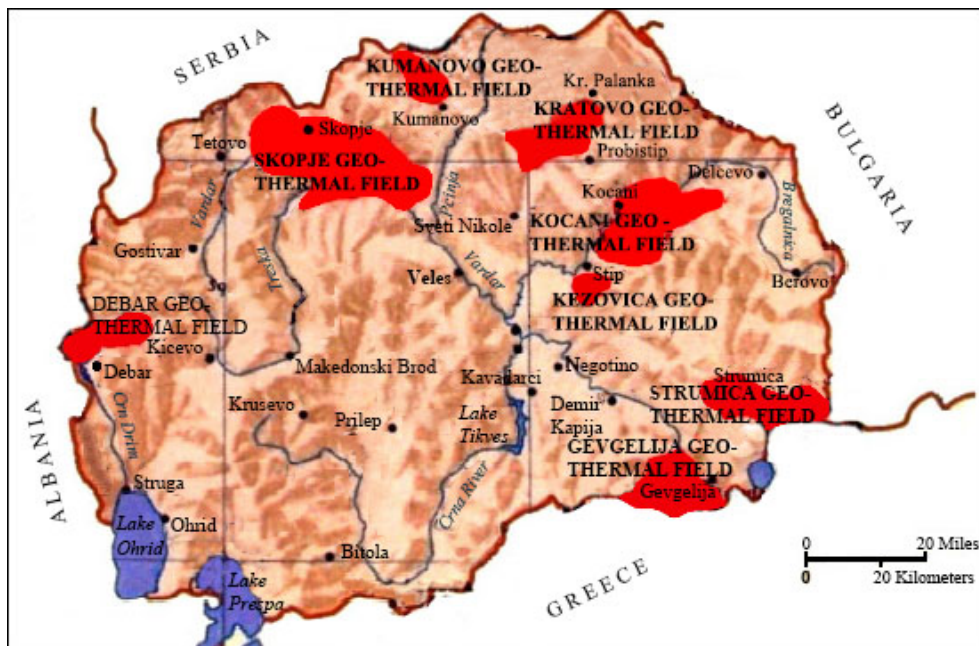 SERBIA
KUMANOVO GEO-
THERMAL FIELD
Kumanovo
Kr. Palanka
KRATOVO GEO-
THERMAL FIELD
Probistip
BULGARIA
Skopje
Tetovo
SKOPJE GEO-
THERMAL FIELD
Vardar
Pcinja
Delcevo
Kocani
KOCANI GEO-
THERMAL FIELD
Bregalnica
Sveti Nikole
Gostivar
Treska
Veles
Vardar
Stip
Berovo
KEZOVICA GEO-
THERMAL FIELD
DEBAR GEO-
THERMAL FIELD
Kicevo
Debar
Makedonski Brod
Negotino
Kavadarci
Strumica
STRUMICA GEO-
THERMAL FIELD
Krusevo
Prilep
Lake
Tikves
Demir
Kapija
ALBANIA
Crn Drim
GEVGELIJA GEO-
THERMAL FIELD
Gevgelija
Struga
Crna River
Lake
Ohrid
Ohrid
Bitola
Lake
Prespa
GREECE
0 20 Miles
0 20 Kilometers